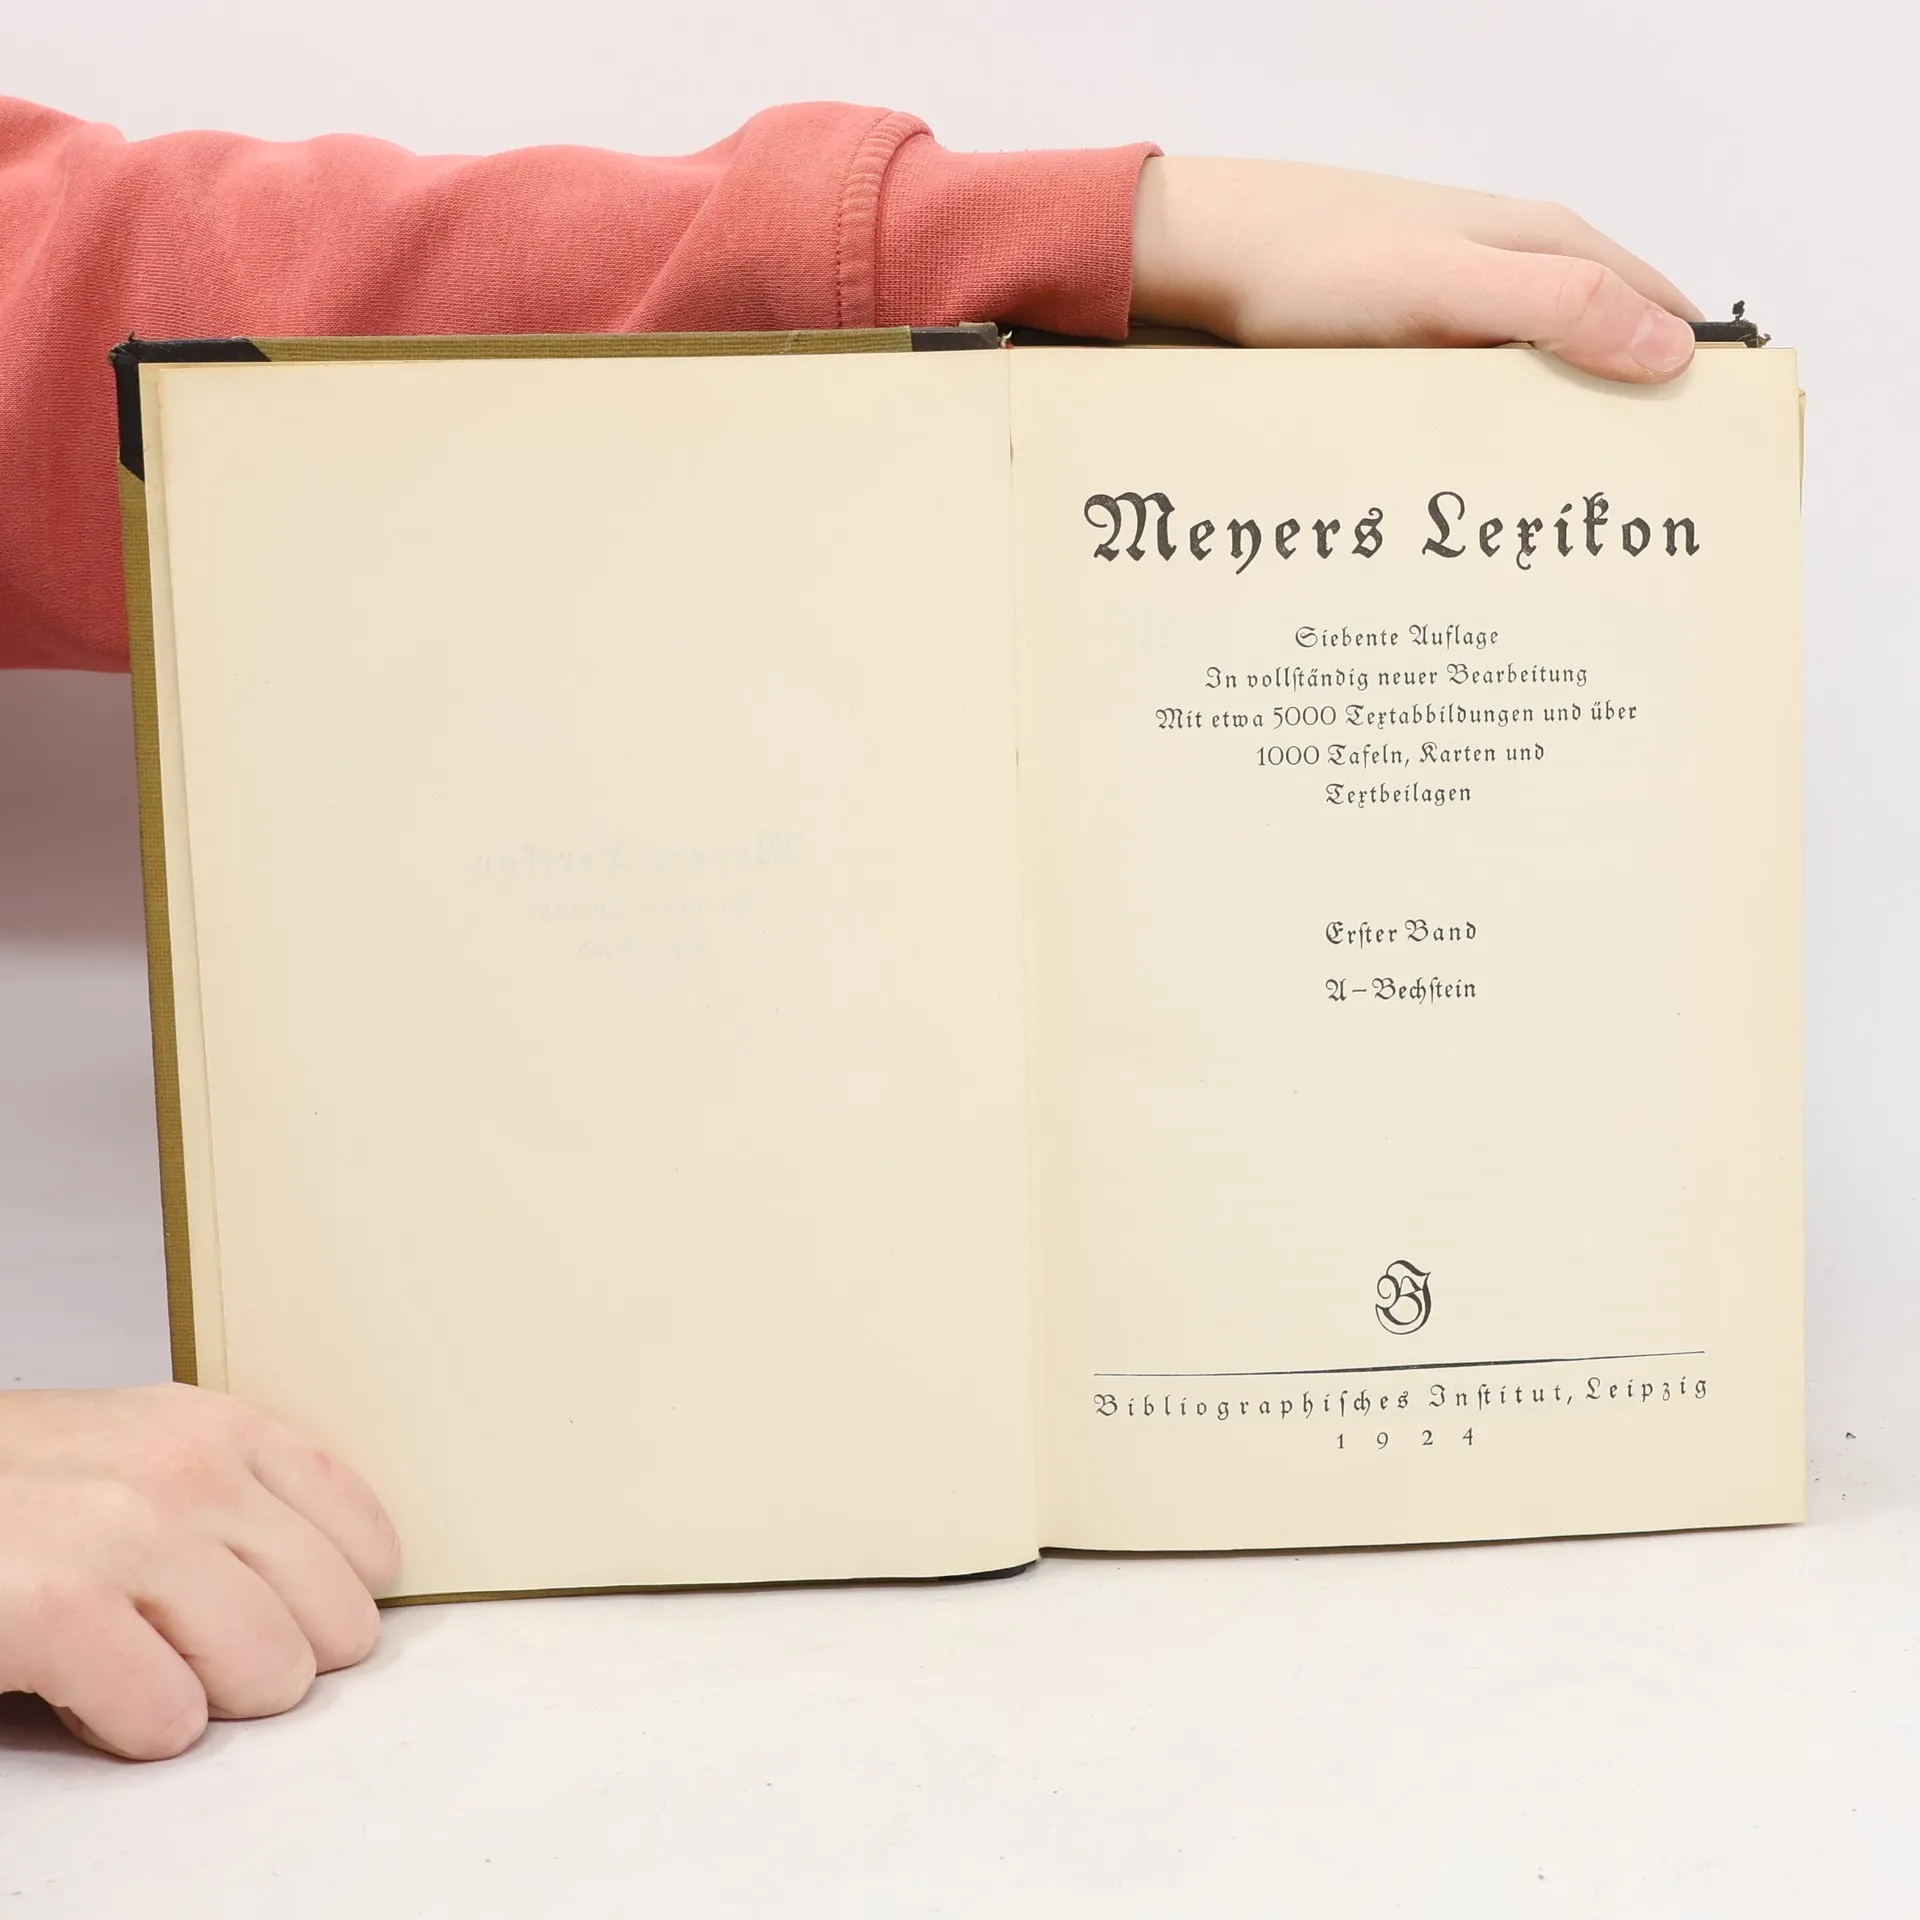 Meyers Lexikon
Siebente Auflage
In vollſtändig neuer Bearbeitung
Mit etwa 5000 Textabbildungen und über
1000 Tafeln, Karten und
Textbeilagen
Erſter Band
A – Bechſtein
BI
Bibliographiſches Inſtitut, Leipzig
1924